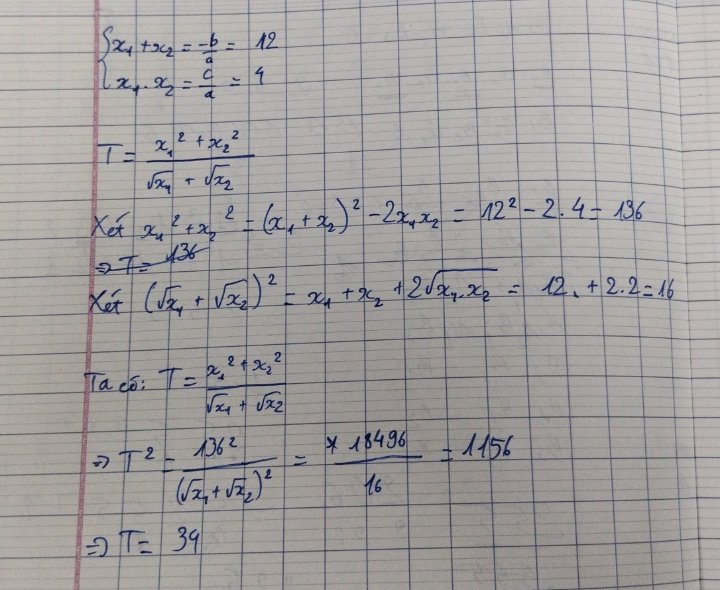 {x₁ + x₂ = -b/a = 12
{x₁ . x₂ = c/a = 4
T = (x₁² + x₂²)/(√x₁ + √x₂)
Xét x₁² + x₂² = (x₁ + x₂)² - 2x₁x₂ = 12² - 2.4 = 136
⇒ T = 136
Xét (√x₁ + √x₂)² = x₁ + x₂ + 2√(x₁.x₂) = 12 + 2.2 = 16
Ta có: T = (x₁² + x₂²)/(√x₁ + √x₂)
⇒ T² = 136²/(√x₁ + √x₂)² = 18496/16 = 1156
⇒ T = 34